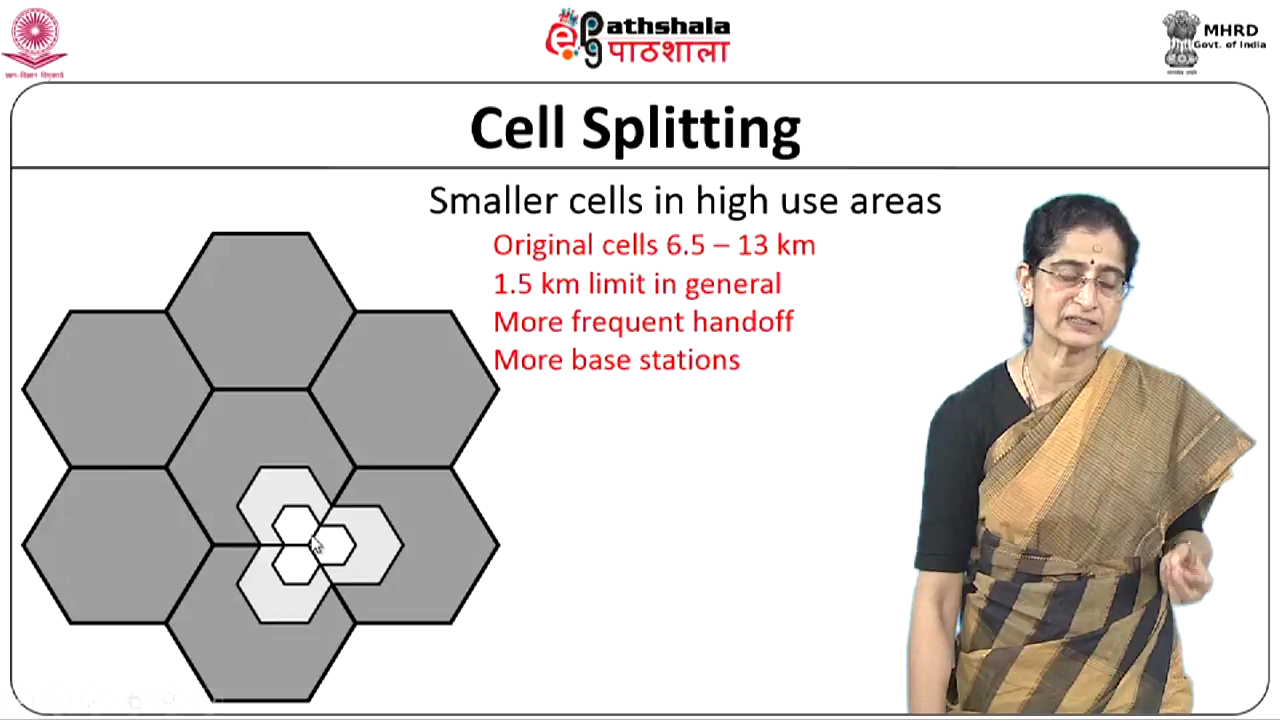 ePathshala
पाठशाला
MHRD
Govt. of India
Cell Splitting
Smaller cells in high use areas
Original cells 6.5 – 13 km
1.5 km limit in general
More frequent handoff
More base stations